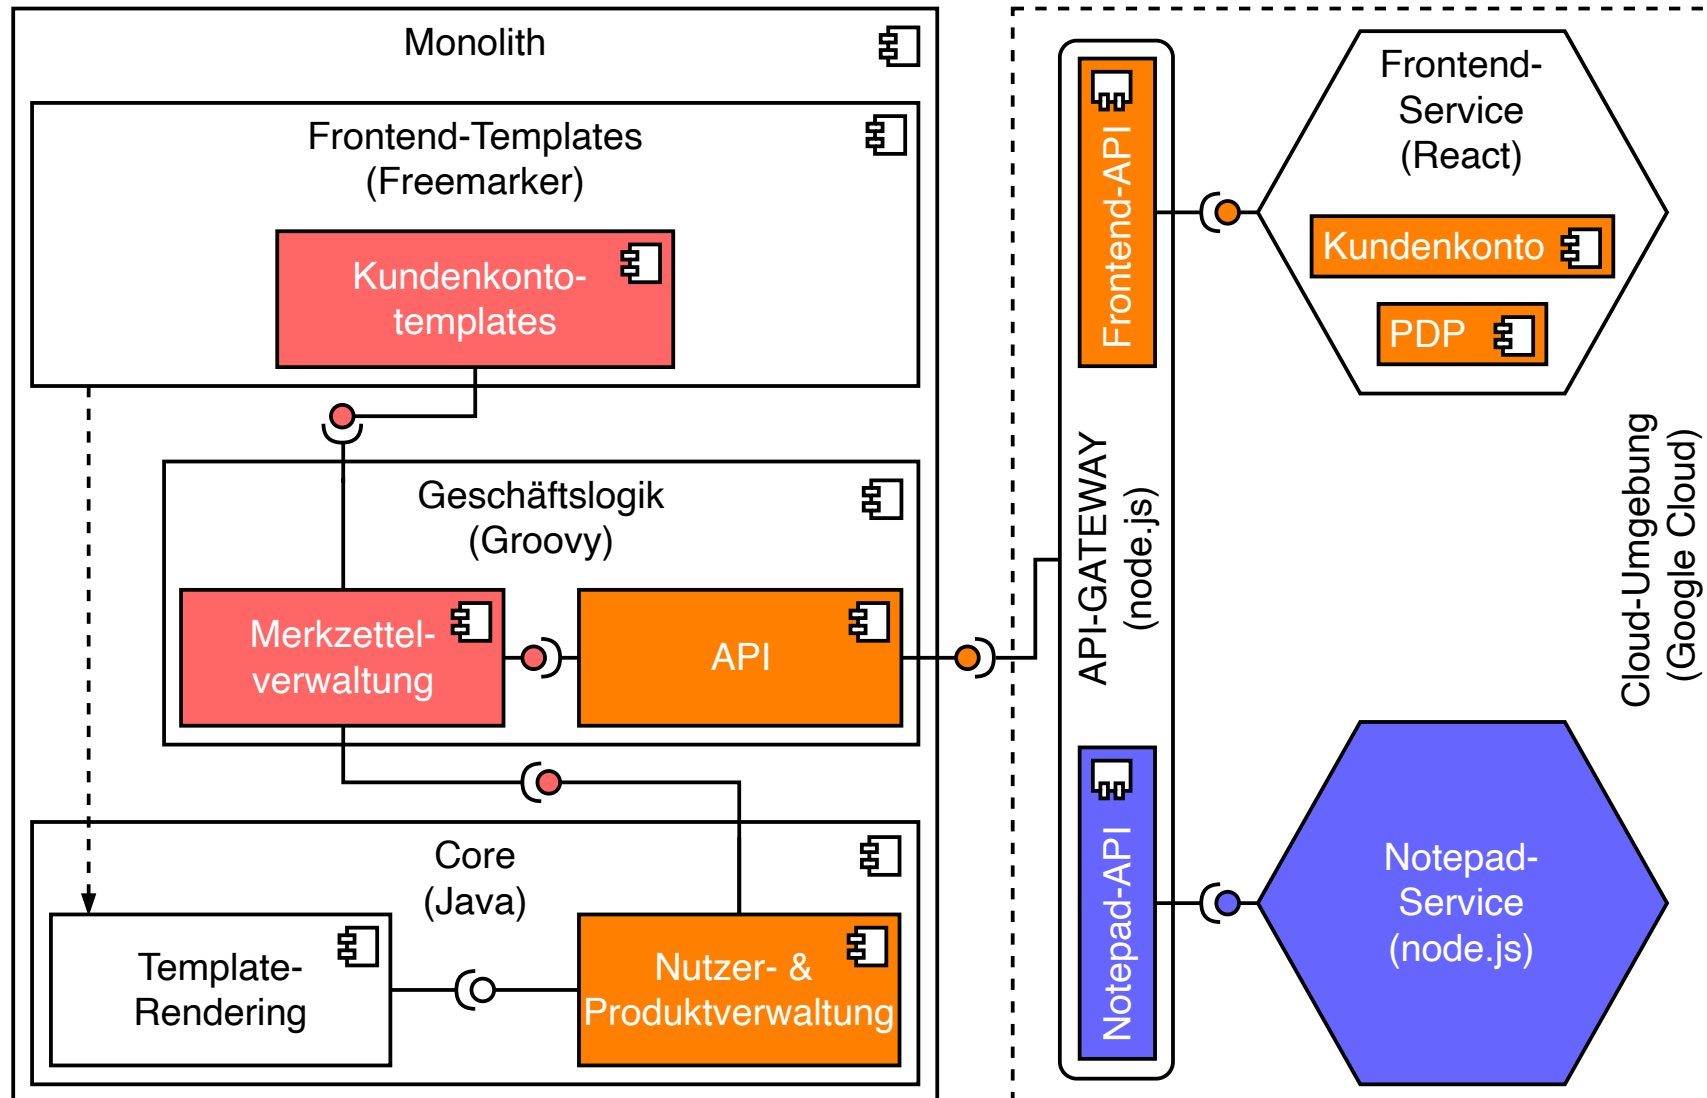 Monolith
Frontend-Templates
(Freemarker)
Kundenkonto-
templates
Geschäftslogik
(Groovy)
Merkzettel-
verwaltung
API
Core
(Java)
Template-
Rendering
Nutzer- &
Produktverwaltung
Frontend-API
API-GATEWAY
(node.js)
Notepad-API
Frontend-
Service
(React)
Kundenkonto
PDP
Cloud-Umgebung
(Google Cloud)
Notepad-
Service
(node.js)